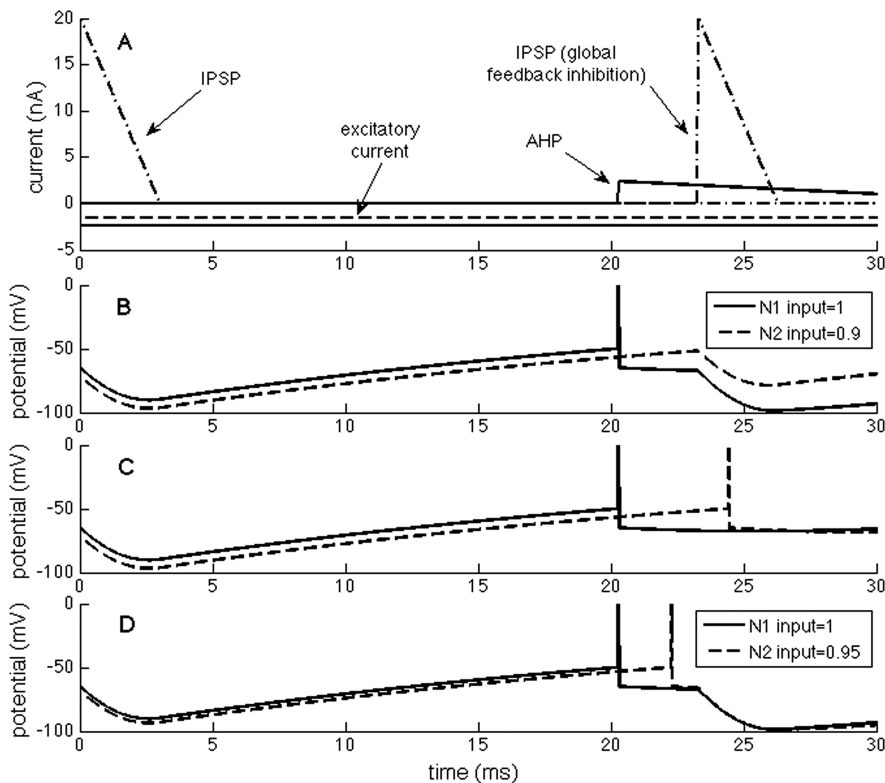 A
20
15
10
5
0
-5
current (nA)
IPSP
excitatory
current
AHP
IPSP (global
feedback inhibition)
0
5
10
15
20
25
30
B
0
-50
-100
potential (mV)
N1 input=1
N2 input=0.9
0
5
10
15
20
25
30
C
0
-50
-100
potential (mV)
0
5
10
15
20
25
30
D
0
-50
-100
potential (mV)
N1 input=1
N2 input=0.95
0
5
10
15
20
25
30
time (ms)